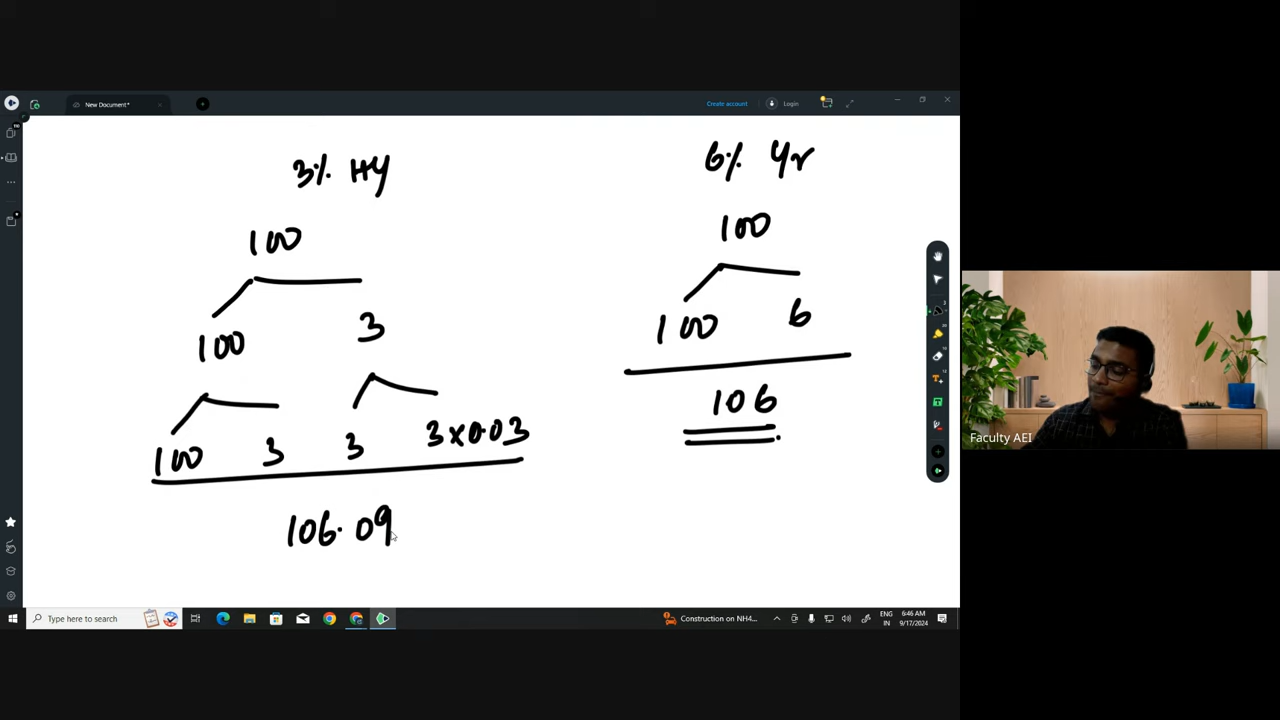 New Document*
Create account
Login
3% HY
100
100 3
100 3 3 3×0.03
106.09
6% Yr
100
100 6
106
Faculty AEI
Type here to search
Construction on NH4...
ENG
IN
6:46 AM
9/17/2024